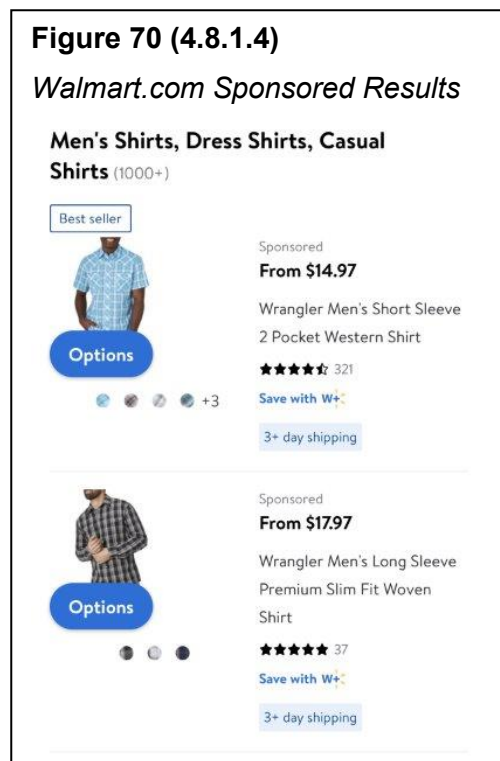 Figure 70 (4.8.1.4)
Walmart.com Sponsored Results
Men's Shirts, Dress Shirts, Casual
Shirts (1000+)
Best seller
Sponsored
From $14.97
Wrangler Men's Short Sleeve
2 Pocket Western Shirt
321
Options
+3
Save with W+
3+ day shipping
Sponsored
From $17.97
Wrangler Men's Long Sleeve
Premium Slim Fit Woven
Shirt
Options
37
Save with W+
3+ day shipping